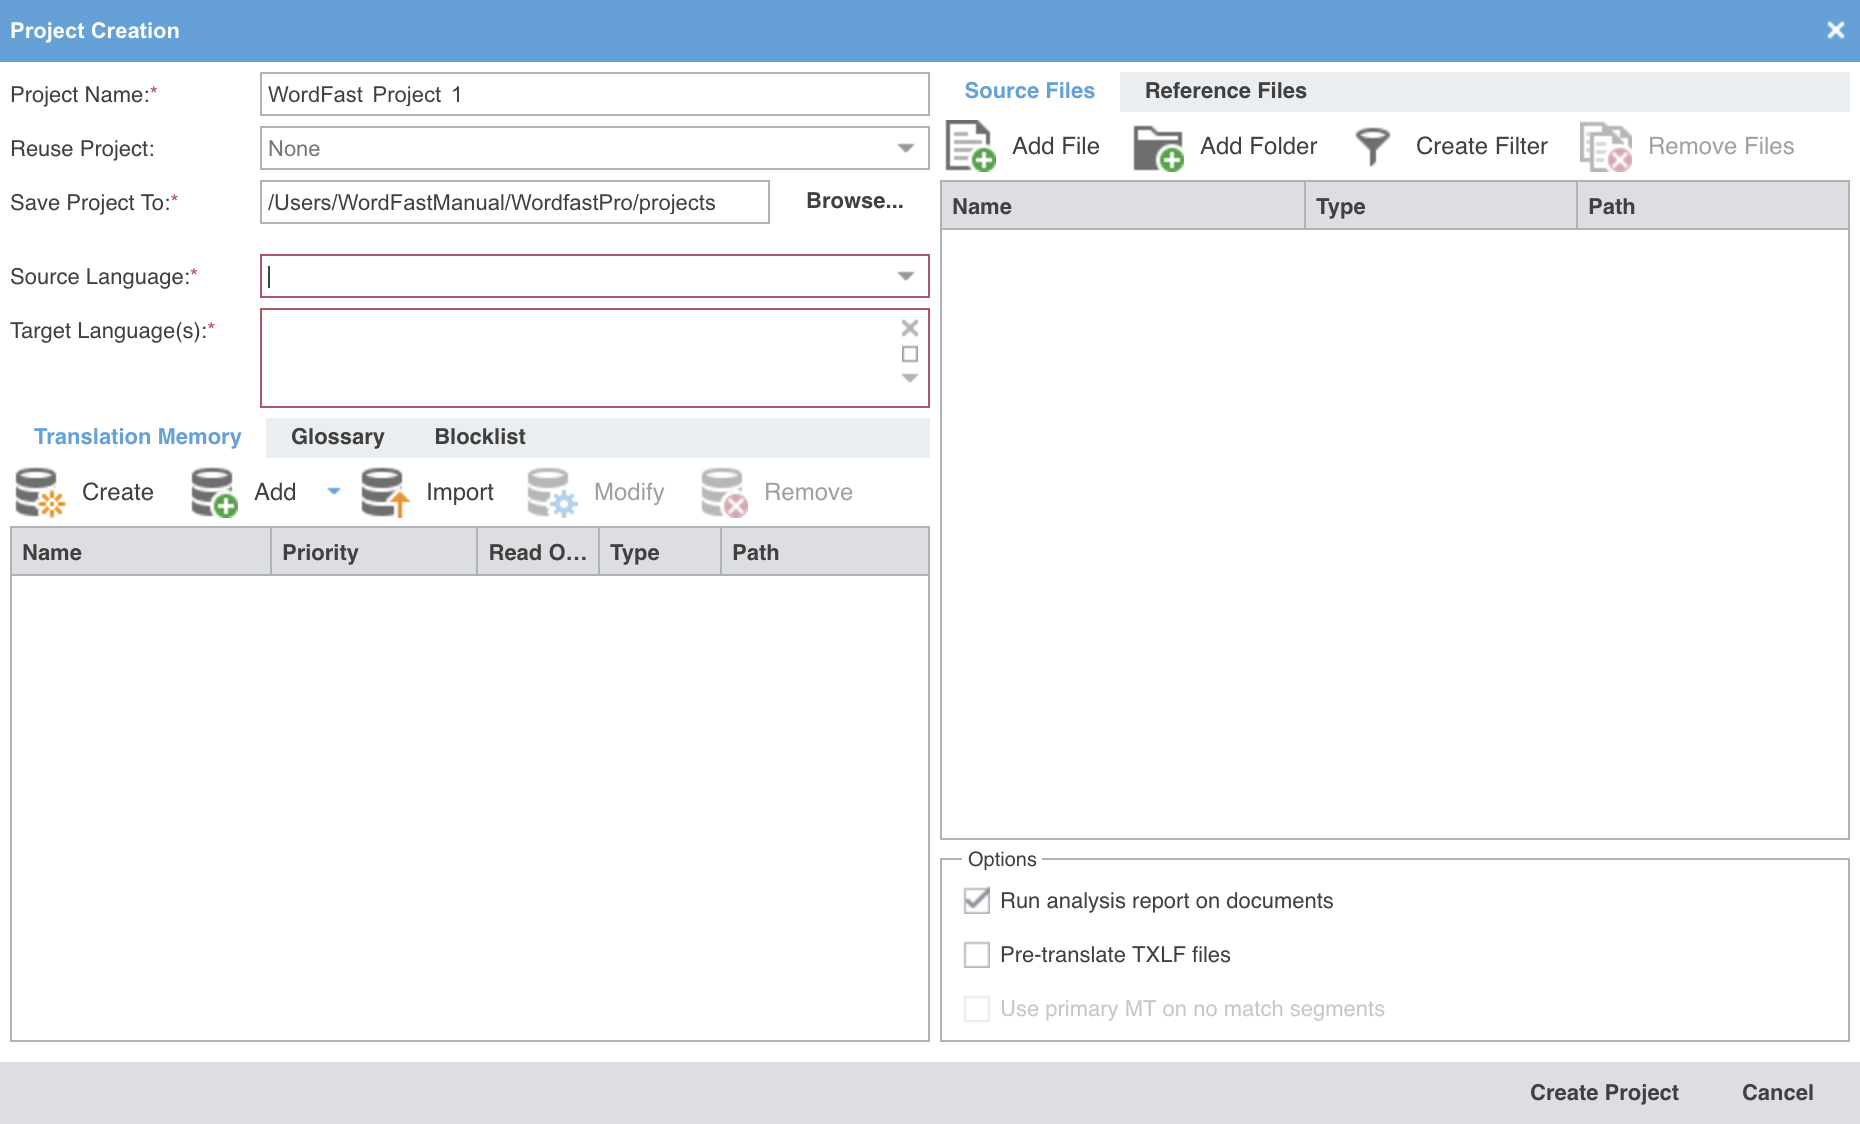 Project Creation
Project Name:*
WordFast Project 1
Reuse Project:
None
Save Project To:*
/Users/WordFastManual/WordfastPro/projects
Browse...
Source Language:*
Target Language(s):*
Translation Memory
Glossary
Blocklist
Create
Add
Import
Modify
Remove
Name
Priority
Read O...
Type
Path
Source Files
Reference Files
Add File
Add Folder
Create Filter
Remove Files
Name
Type
Path
Options
Run analysis report on documents
Pre-translate TXLF files
Use primary MT on no match segments
Create Project
Cancel